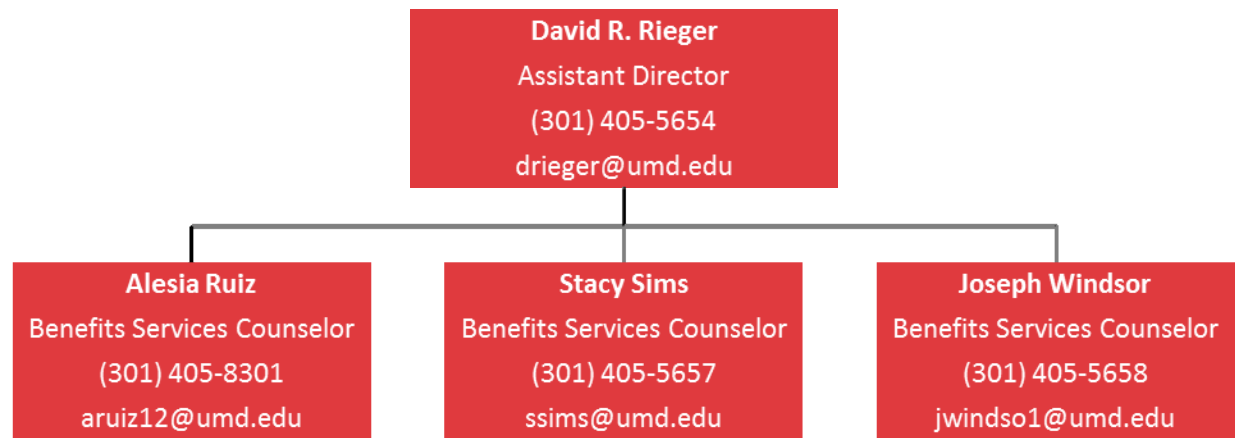 David R. Rieger
Assistant Director
(301) 405-5654
drieger@umd.edu
Alesia Ruiz
Benefits Services Counselor
(301) 405-8301
aruiz12@umd.edu
Stacy Sims
Benefits Services Counselor
(301) 405-5657
ssims@umd.edu
Joseph Windsor
Benefits Services Counselor
(301) 405-5658
jwindso1@umd.edu